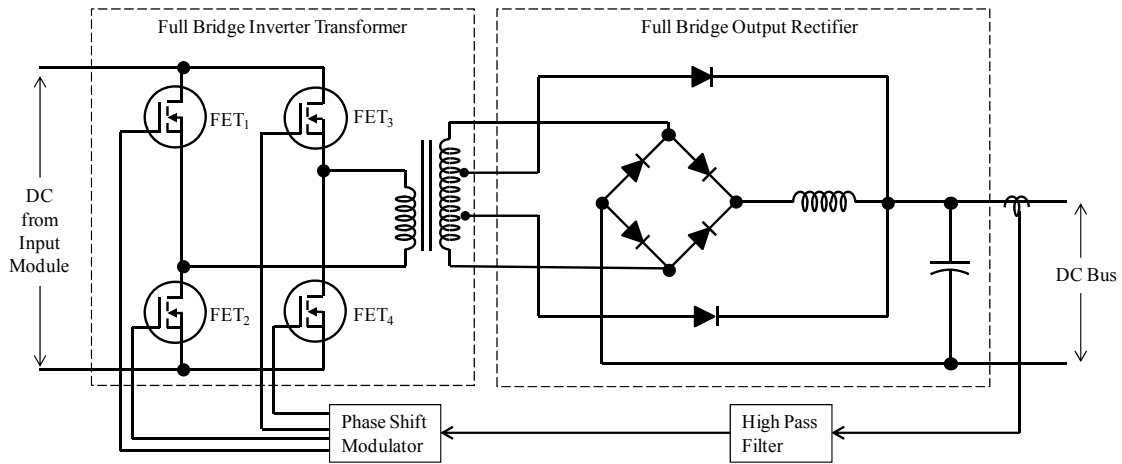 Full Bridge Inverter Transformer
Full Bridge Output Rectifier
FET1
FET3
DC
from
Input
Module
FET2
FET4
DC Bus
Phase Shift
Modulator
High Pass
Filter